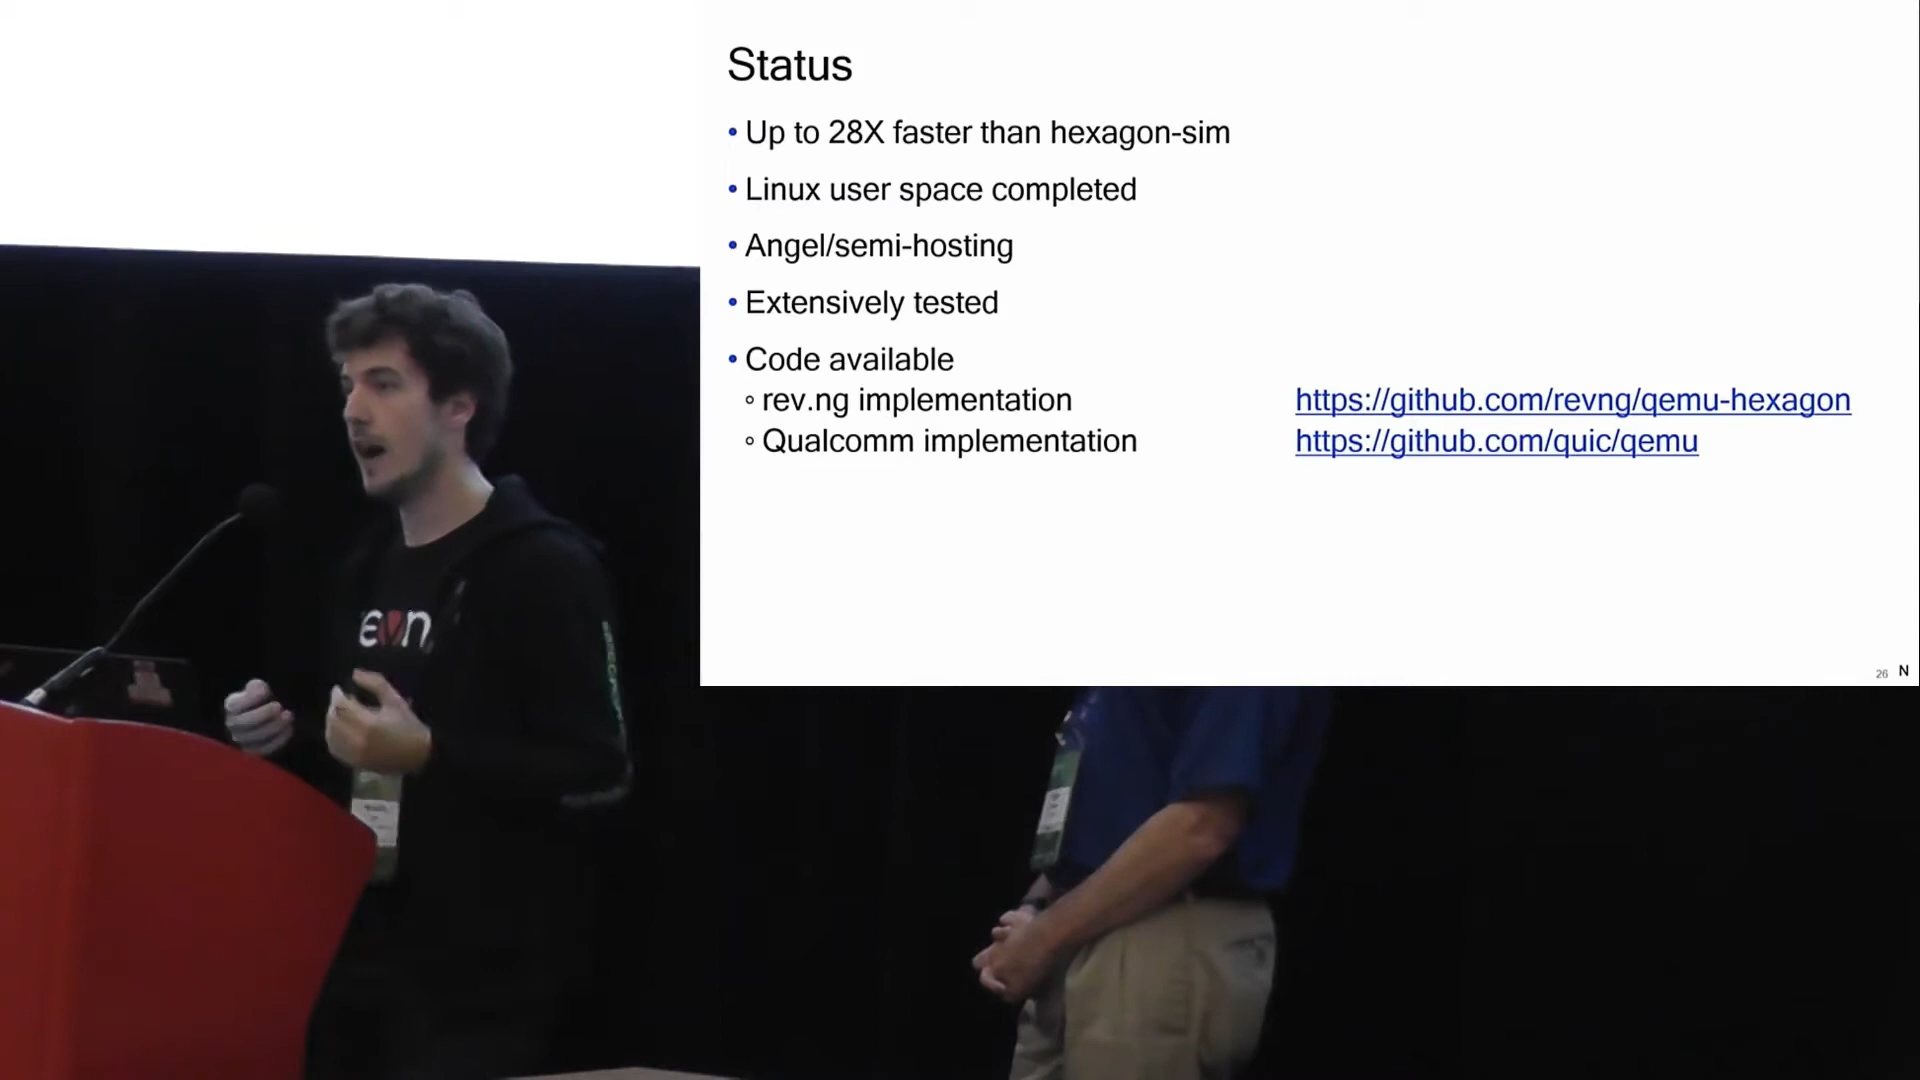 Status
• Up to 28X faster than hexagon-sim
• Linux user space completed
• Angel/semi-hosting
• Extensively tested
• Code available
◦ rev.ng implementation https://github.com/revng/qemu-hexagon
◦ Qualcomm implementation https://github.com/quic/qemu
26 N